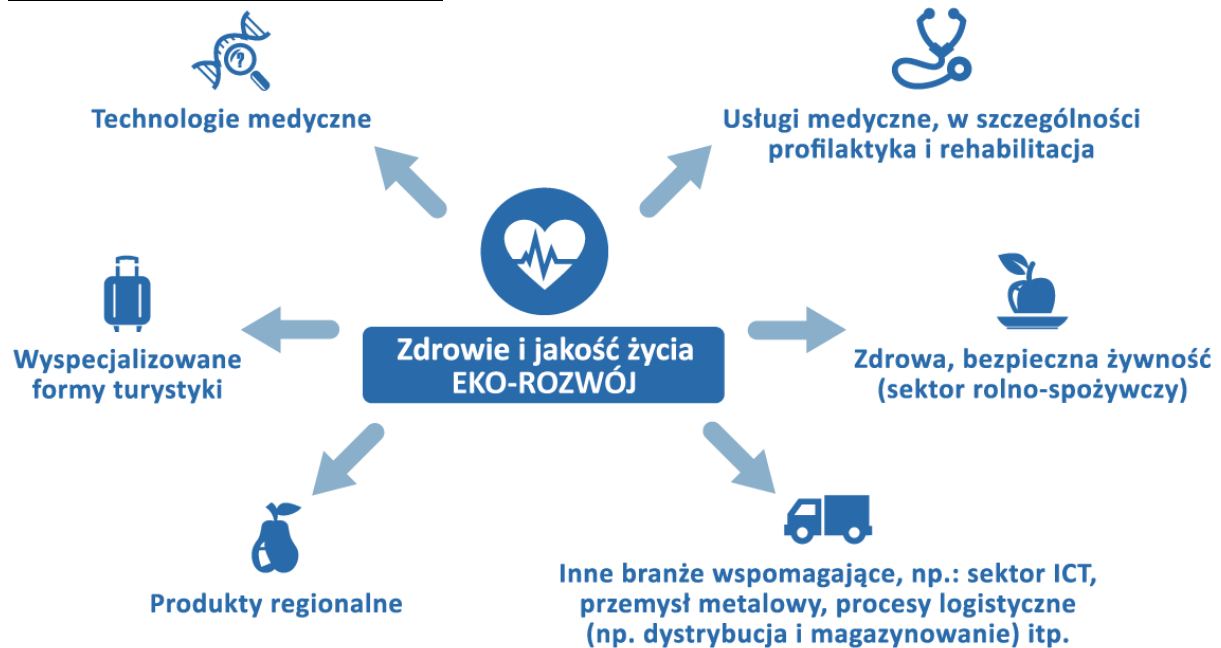 Technologie medyczne
Usługi medyczne, w szczególności
profilaktyka i rehabilitacja
Wyspecjalizowane
formy turystyki
Zdrowie i jakość życia
EKO-ROZWÓJ
Zdrowa, bezpieczna żywność
(sektor rolno-spożywczy)
Produkty regionalne
Inne branże wspomagające, np.: sektor ICT,
przemysł metalowy, procesy logistyczne
(np. dystrybucja i magazynowanie) itp.